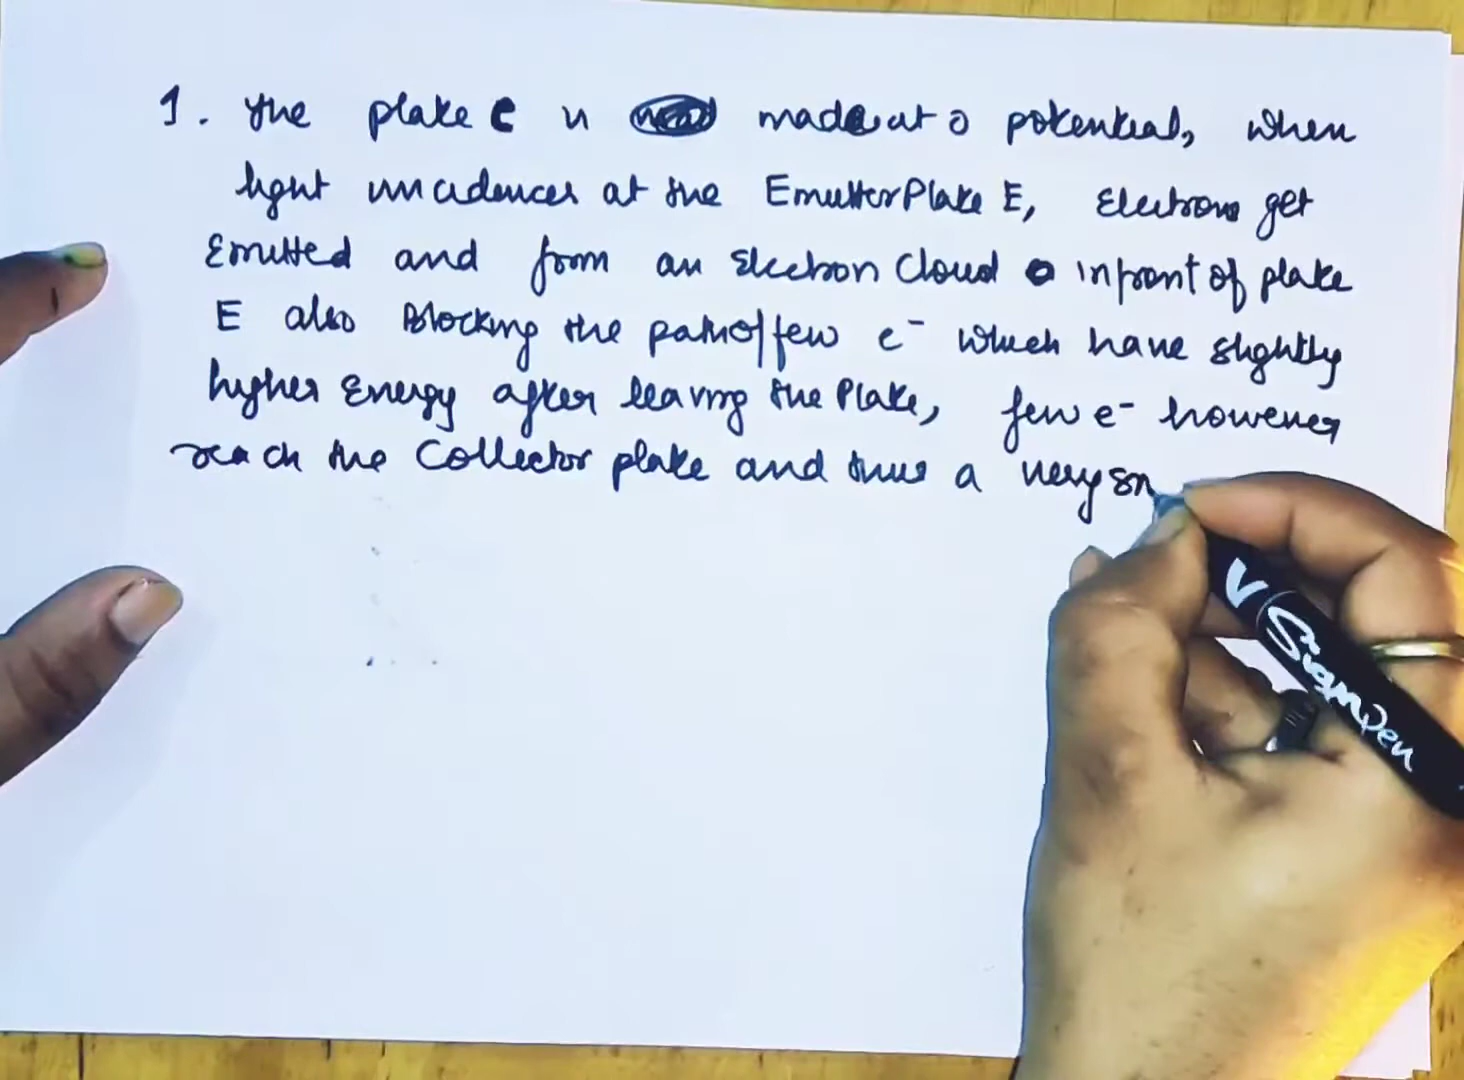 1. The plate C is made at 0 potential, when
light incidences at the Emitter Plate E, Electrons get
Emitted and form an Electron Cloud in front of plate
E also Blocking the path of few e⁻ which have slightly
higher Energy after leaving the Plate, few e⁻ however
reach the Collector plate and thus a very sm
V Sign Pen